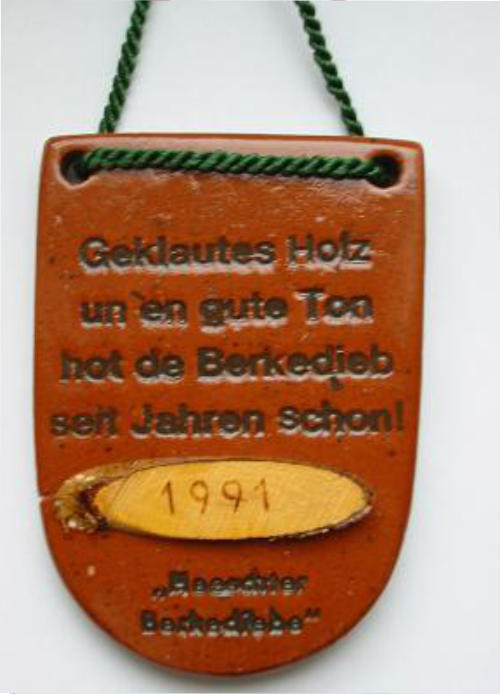 Geklautes Holz
un 'en gute Ton
hot de Berkedieb
seit Jahren schon!
1991
Berkediebe“